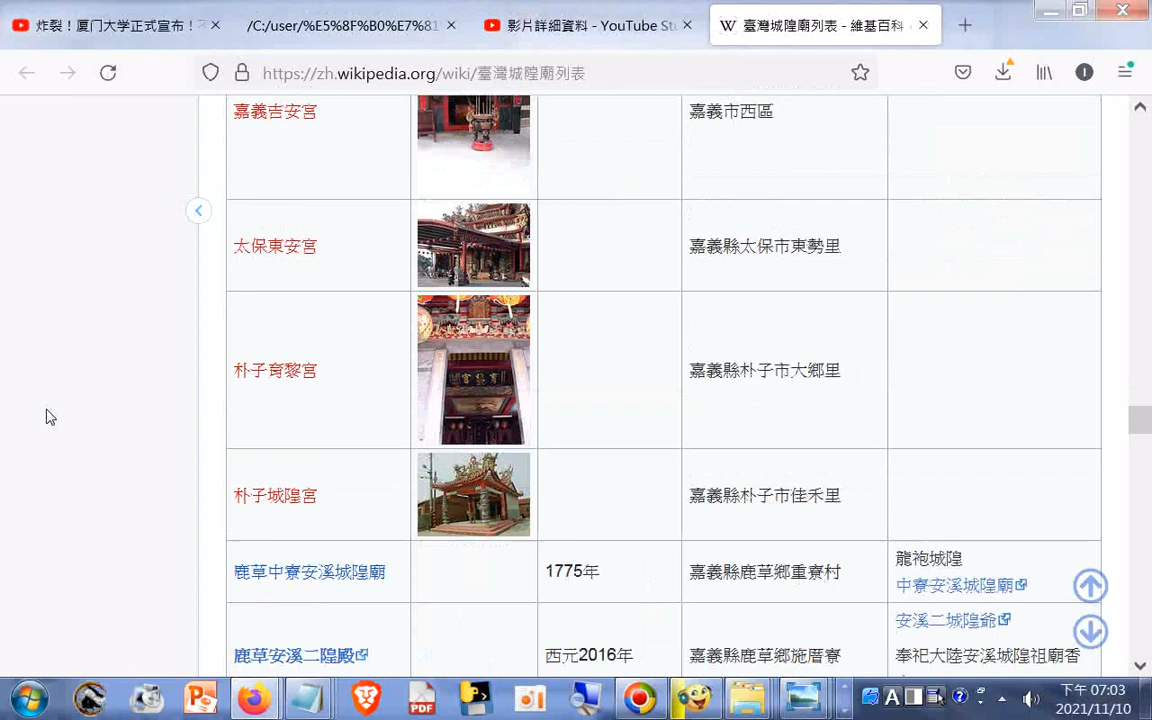 炸裂！厦门大学正式宣布！
/C:/user/%E5%8F%B0%E7%81
影片詳細資料 - YouTube Stu
臺灣城隍廟列表 - 維基百科
https://zh.wikipedia.org/wiki/臺灣城隍廟列表
嘉義吉安宮
嘉義市西區
太保東安宮
嘉義縣太保市東勢里
朴子育黎宮
嘉義縣朴子市大鄉里
朴子城隍宮
嘉義縣朴子市佳禾里
鹿草中寮安溪城隍廟
1775年
嘉義縣鹿草鄉重寮村
龍袍城隍
中寮安溪城隍廟
鹿草安溪二隍殿
西元2016年
嘉義縣鹿草鄉施厝寮
安溪二城隍爺
奉祀大陸安溪城隍祖廟香
下午 07:03
2021/11/10